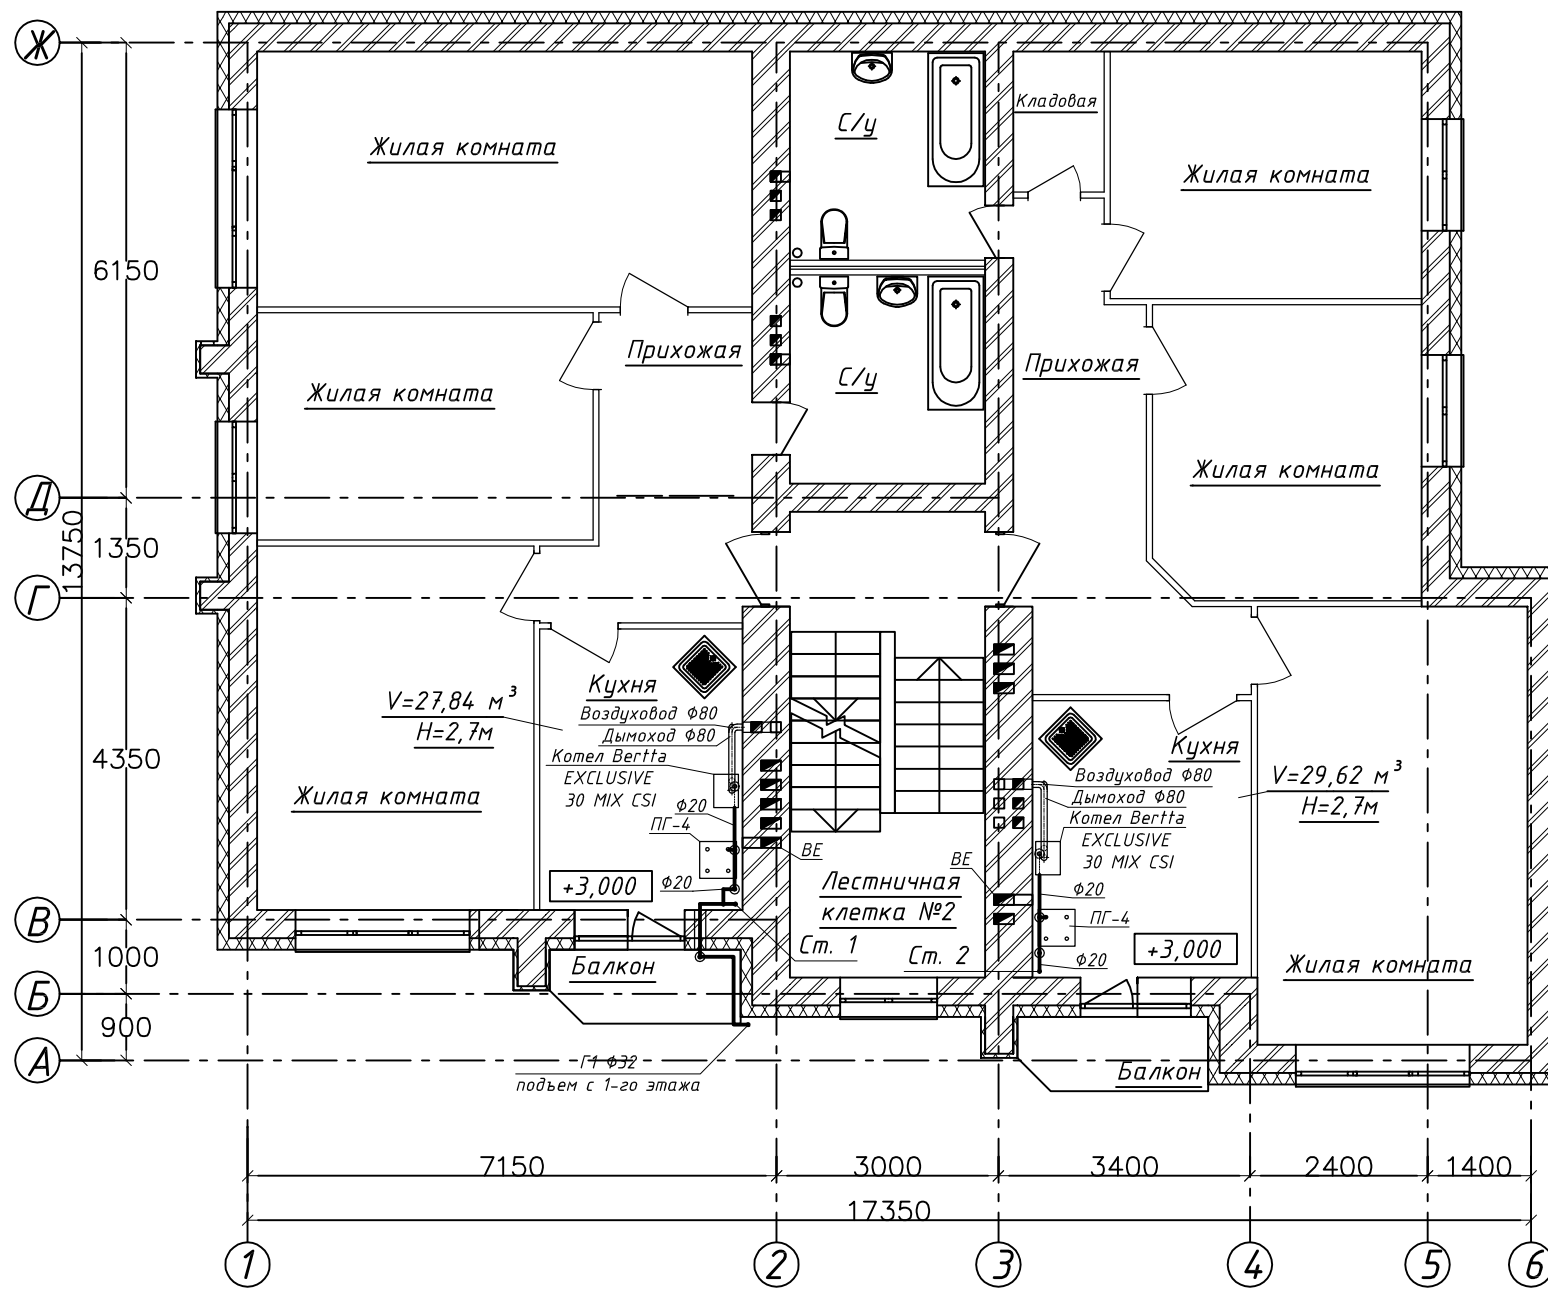 Ж
Кладовая
С/у
Жилая комната
Жилая комната
6150
Прихожая
Прихожая
С/у
Жилая комната
Жилая комната
Д
13750
1350
Г
Кухня
V=27,84 м³
H=2,7м
Воздуховод Ф80
Дымоход Ф80
Котел Bertta
EXCLUSIVE
30 MIX CSI
Кухня
V=29,62 м³
H=2,7м
Воздуховод Ф80
Дымоход Ф80
Котел Bertta
EXCLUSIVE
30 MIX CSI
4350
Жилая комната
Ф20
ПГ-4
ВЕ
ВЕ
+3,000
Ф20
Лестничная
клетка №2
Ф20
ПГ-4
В
Ст. 1
Ст. 2
Ф20
+3,000
1000
Балкон
Жилая комната
Б
900
А
Г1 Ф32
подъем с 1-го этажа
Балкон
7150
3000
3400
2400
1400
17350
1
2
3
4
5
6